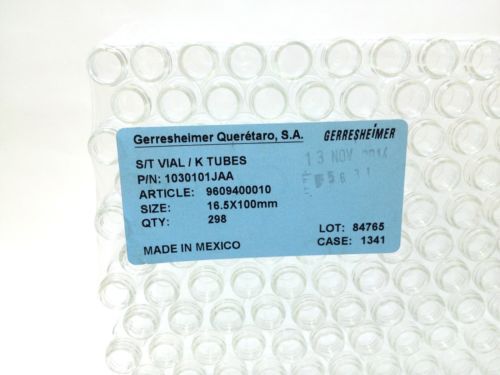 Gerresheimer Querétaro, S.A. GERRESHEIMER
S/T VIAL / K TUBES
13 NOV 2014
P/N: 1030101JAA
ARTICLE: 9609400010
SIZE: 16.5X100mm
QTY: 298
LOT: 84765
MADE IN MEXICO
CASE: 1341